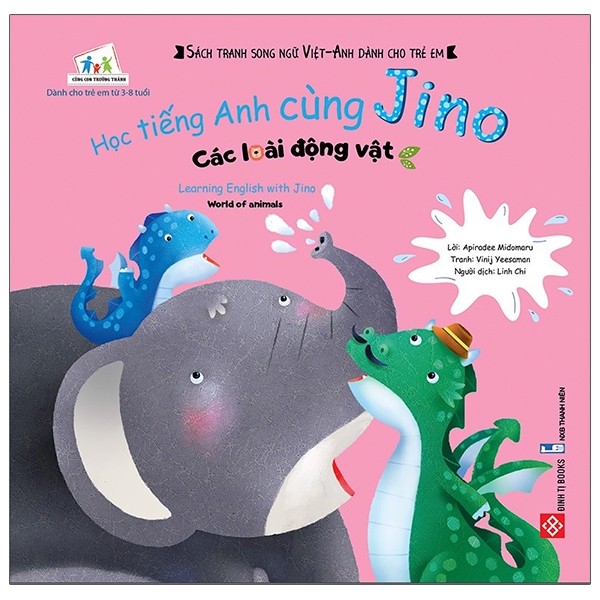 SÁCH TRANH SONG NGỮ VIỆT-ANH DÀNH CHO TRẺ EM
CÙNG CON TRƯỞNG THÀNH
Dành cho trẻ em từ 3-8 tuổi
Học tiếng Anh cùng Jino
Các loài động vật
Learning English with Jino
World of animals
Lời: Apiradee Midomaru
Tranh: Vinij Yeesaman
Người dịch: Linh Chi
NXB THANH NIÊN
ĐINH TỊ BOOKS